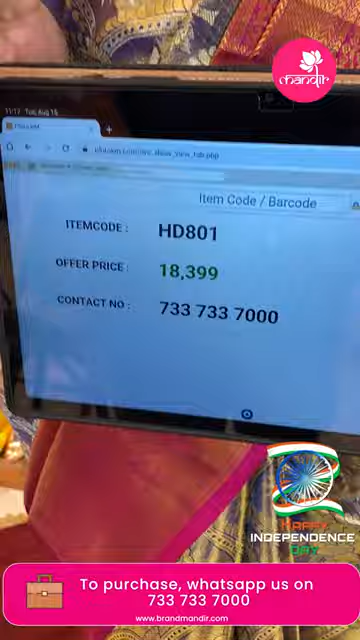 mandir
11:17 Tue, Aug 15
Item Code / Barcode
ITEMCODE : HD801
OFFER PRICE : 18,399
CONTACT NO : 733 733 7000
HAPPY
INDEPENDENCE
DAY
To purchase, whatsapp us on
733 733 7000
www.brandmandir.com